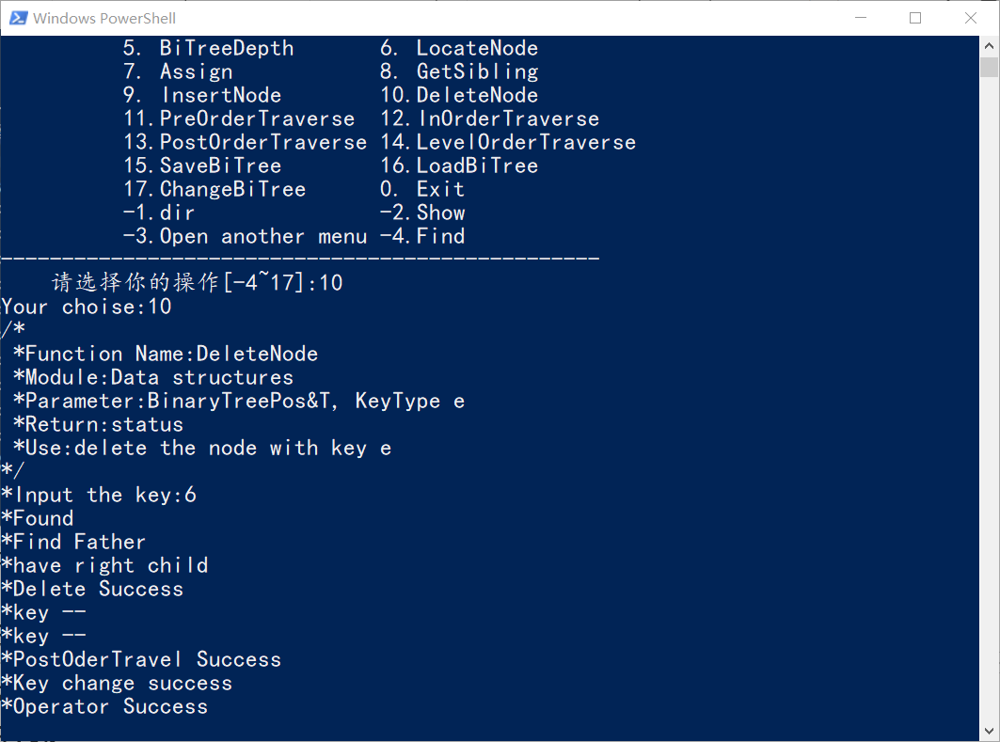 Windows PowerShell
5. BiTreeDepth 6. LocateNode
7. Assign 8. GetSibling
9. InsertNode 10.DeleteNode
11.PreOrderTraverse 12.InOrderTraverse
13.PostOrderTraverse 14.LevelOrderTraverse
15.SaveBiTree 16.LoadBiTree
17.ChangeBiTree 0. Exit
-1.dir -2.Show
-3.Open another menu -4.Find
-------------------------------------------------
请选择你的操作[-4~17]:10
Your choise:10
/*
*Function Name:DeleteNode
*Module:Data structures
*Parameter:BinaryTreePos&T, KeyType e
*Return:status
*Use:delete the node with key e
*/
*Input the key:6
*Found
*Find Father
*have right child
*Delete Success
*key --
*key --
*PostOderTravel Success
*Key change success
*Operator Success